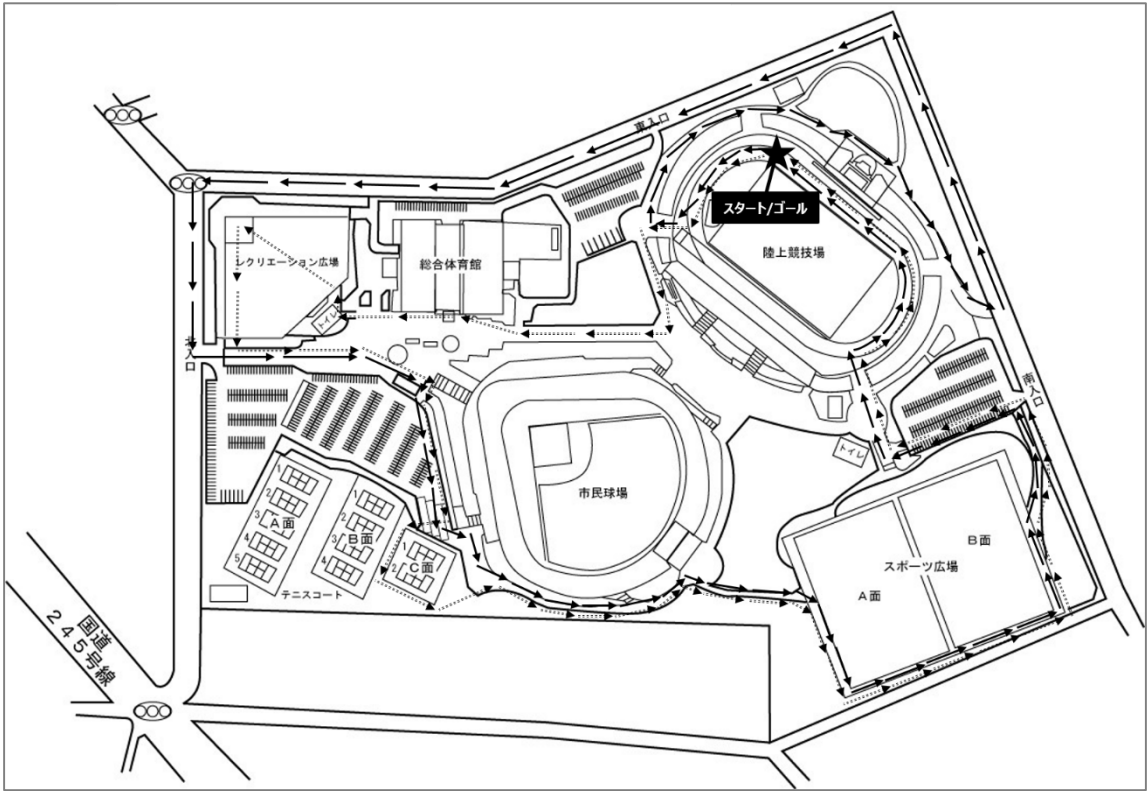 東入口
スタート/ゴール
陸上競技場
レクリエーション広場
総合体育館
トイレ
北入口
南入口
トイレ
市民球場
1
2
3
4
5
A面
1
2
3
4
B面
1
2
C面
テニスコート
スポーツ広場
A面
B面
国道
245号線